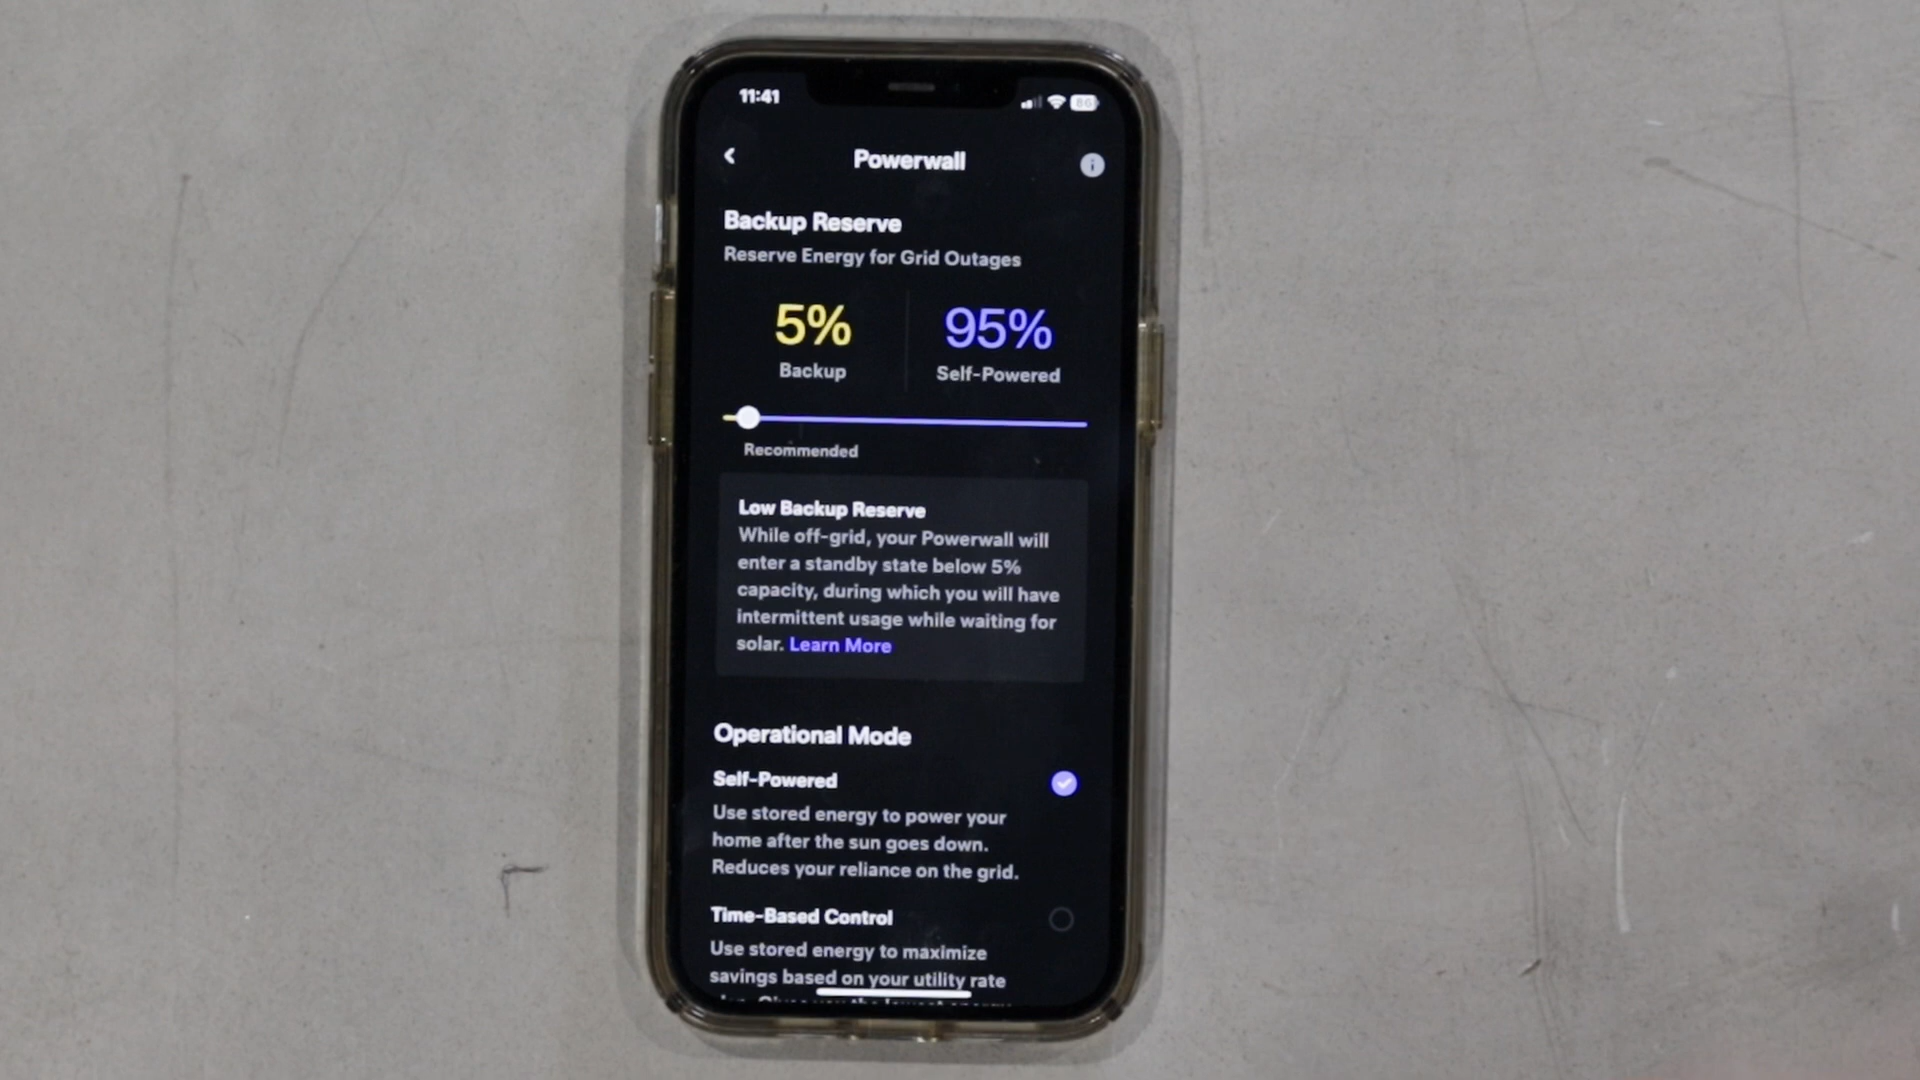 11:41
86
Powerwall
Backup Reserve
Reserve Energy for Grid Outages
5%
95%
Backup
Self-Powered
Recommended
Low Backup Reserve
While off-grid, your Powerwall will
enter a standby state below 5%
capacity, during which you will have
intermittent usage while waiting for
solar. Learn More
Operational Mode
Self-Powered
Use stored energy to power your
home after the sun goes down.
Reduces your reliance on the grid.
Time-Based Control
Use stored energy to maximize
savings based on your utility rate